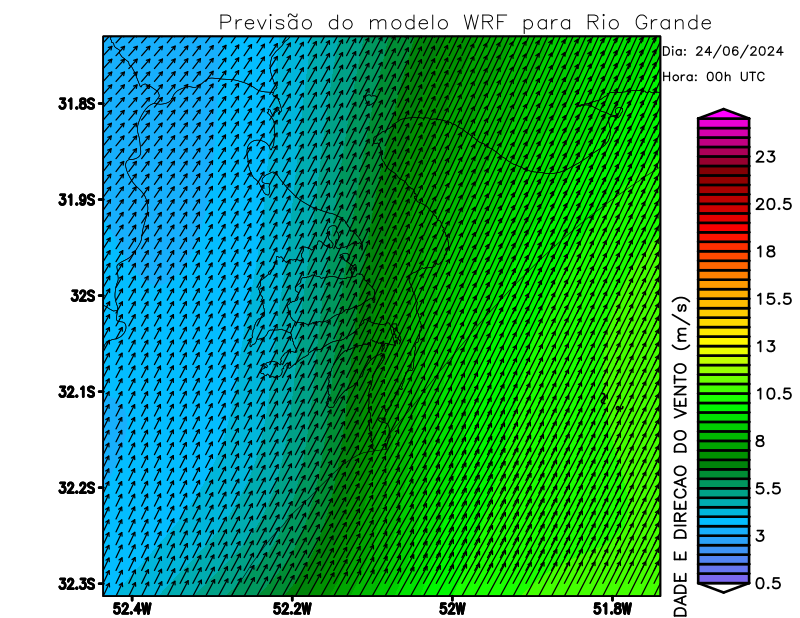 Previsão do modelo WRF para Rio Grande
Dia: 24/06/2024
Hora: 00h UTC
31.8S
31.9S
32S
32.1S
32.2S
32.3S
52.4W
52.2W
52W
51.8W
23
20.5
18
15.5
13
10.5
8
5.5
3
0.5
DADE E DIRECAO DO VENTO (m/s)